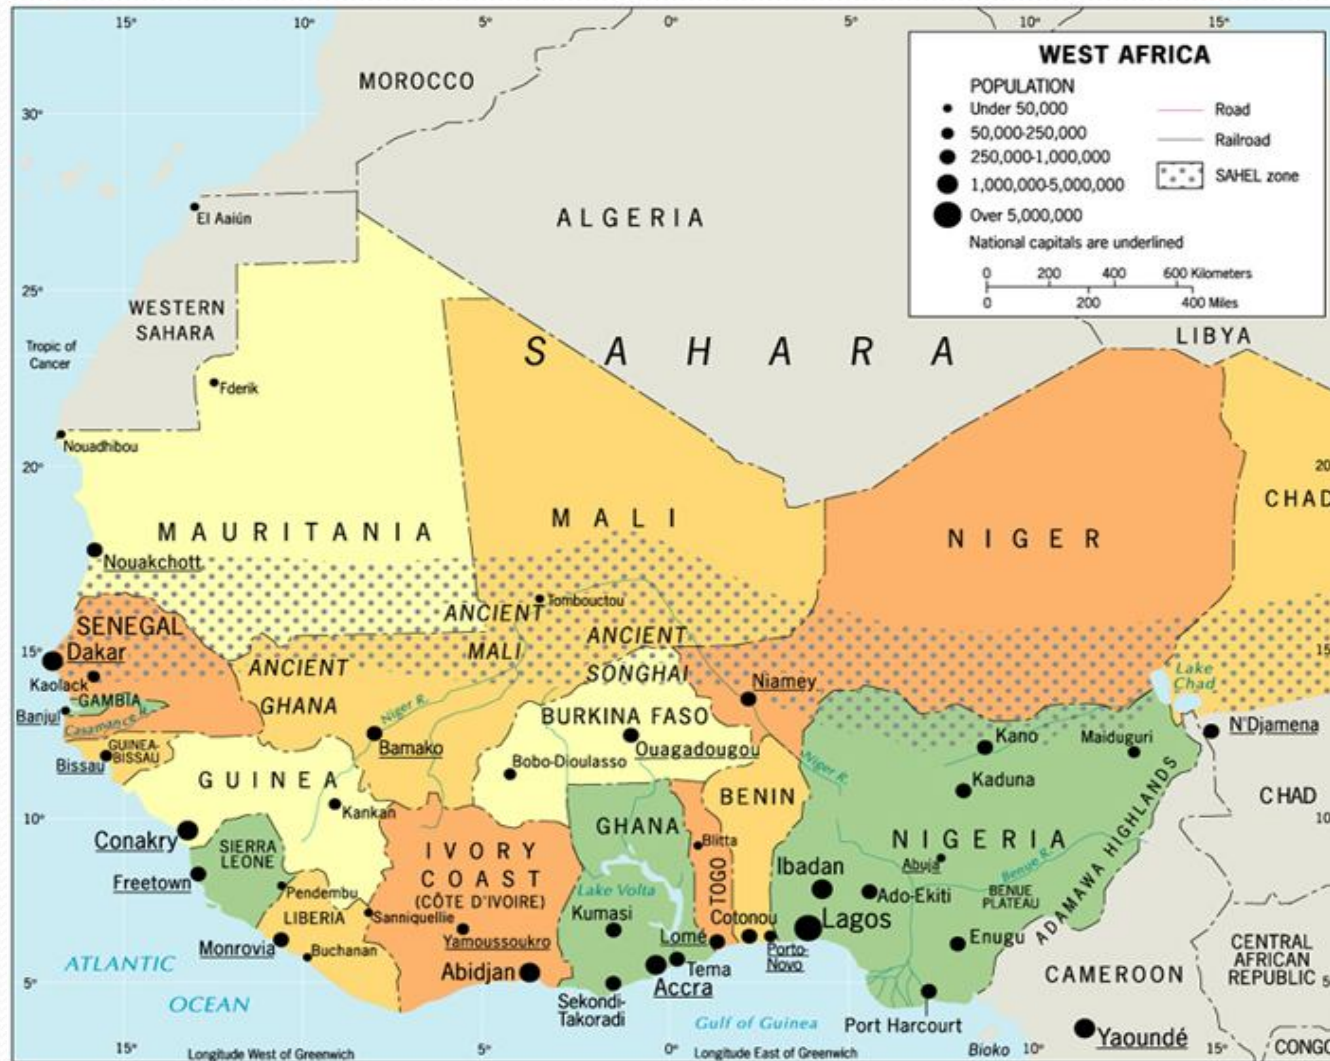 15°
10°
5°
0°
5°
10°
15°
WEST AFRICA
POPULATION
Under 50,000
50,000-250,000
250,000-1,000,000
1,000,000-5,000,000
Over 5,000,000
Road
Railroad
SAHEL zone
National capitals are underlined
0 200 400 600 Kilometers
0 200 400 Miles
MOROCCO
30°
El Aaiún
ALGERIA
25°
WESTERN
SAHARA
Tropic of
Cancer
SAHARA
LIBYA
Fderik
Nouadhibou
20°
20
CHAD
MAURITANIA
MALI
NIGER
Nouakchott
ANCIENT
MALI
Tombouctou
ANCIENT
SONGHAI
SENEGAL
15°
15
Dakar
ANCIENT
GHANA
Kaolack
GAMBIA
Banjul
Casamance R.
Niger R.
Niamey
Lake
Chad
GUINEA-
BISSAU
Bissau
Bamako
BURKINA FASO
Ouagadougou
Bobo-Dioulasso
Kano
Maiduguri
N'Djamena
Niger R.
Kaduna
GUINEA
Kankan
BENIN
CHAD
10°
10
Conakry
SIERRA
LEONE
Freetown
Pendembu
IVORY
COAST
(CÔTE D'IVOIRE)
GHANA
Blitta
TOGO
NIGERIA
Abuja
Benue R.
BENUE
PLATEAU
ADAMAWA HIGHLANDS
Ibadan
Ado-Ekiti
Lake Volta
Kumasi
Cotonou
Lagos
LIBERIA
Sanniquellie
Yamoussoukro
Monrovia
Buchanan
Lomé
Porto-
Novo
Enugu
Tema
Accra
Abidjan
Sekondi-
Takoradi
ATLANTIC
OCEAN
5°
5
CENTRAL
AFRICAN
REPUBLIC
CAMEROON
Gulf of Guinea
Port Harcourt
Bioko
Yaoundé
CONGO
15°
Longitude West of Greenwich
5°
0°
Longitude East of Greenwich
10°
15°